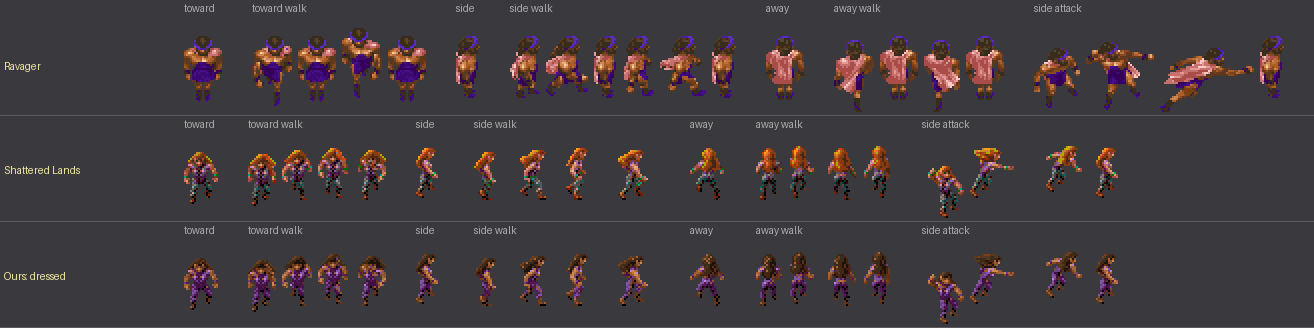 toward toward walk side side walk away away walk side attack
Ravager
toward toward walk side side walk away away walk side attack
Shattered Lands
toward toward walk side side walk away away walk side attack
Ours: dressed